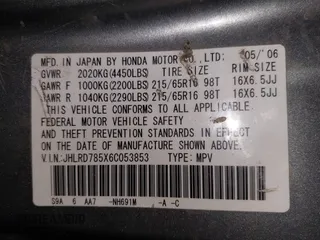 MFD. IN JAPAN BY HONDA MOTOR CO., LTD: '05/'06
GVWR 2020KG(4450LBS) TIRE SIZE RIM SIZE
GAWR F 1000KG(2200LBS) 215/65R16 98T 16X6.5JJ
GAWR R 1040KG(2290LBS) 215/65R16 98T 16X6.5JJ
THIS VEHICLE CONFORMS TO ALL APPLICABLE
FEDERAL MOTOR VEHICLE SAFETY
AND THEFT PREVENTION STANDARDS IN EFFECT
ON THE DATE OF MANUFACTURE SHOWN ABOVE.
V.I.N:JHLRD785X6C053853 TYPE: MPV
S9A 6 AA7 -NH691M -A -C